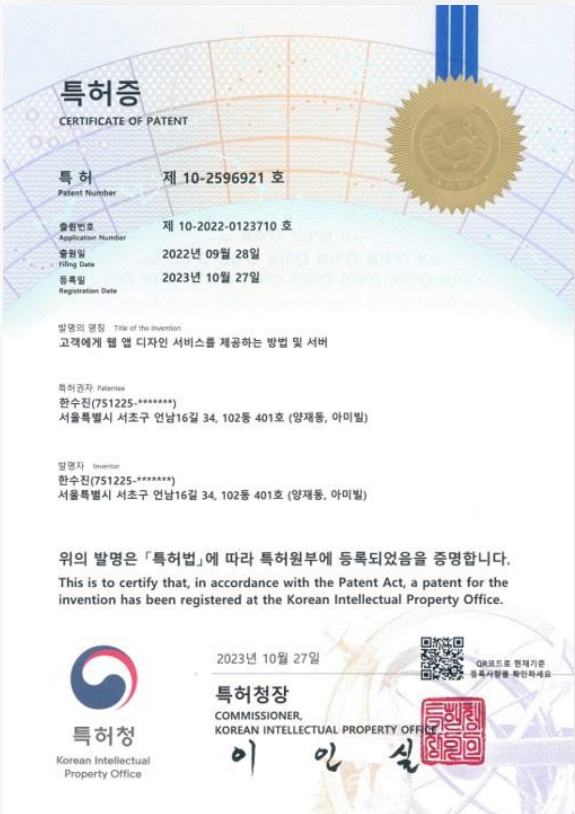 특허증
CERTIFICATE OF PATENT
특 허 제 10-2596921 호
Patent Number
출원번호 제 10-2022-0123710 호
Application Number
출원일 2022년 09월 28일
Filing Date
등록일 2023년 10월 27일
Registration Date
발명의 명칭 Title of the Invention
고객에게 웹 앱 디자인 서비스를 제공하는 방법 및 서버
특허권자 Patentee
한수진(751225-*******)
서울특별시 서초구 언남16길 34, 102동 401호 (양재동, 아미빌)
발명자 Inventor
한수진(751225-*******)
서울특별시 서초구 언남16길 34, 102동 401호 (양재동, 아미빌)
위의 발명은 「특허법」에 따라 특허원부에 등록되었음을 증명합니다.
This is to certify that, in accordance with the Patent Act, a patent for the
invention has been registered at the Korean Intellectual Property Office.
2023년 10월 27일
QR코드로 현재기준
등록사항을 확인하세요
특허청장
COMMISSIONER,
KOREAN INTELLECTUAL PROPERTY OFFICE
이 인 실
특허청
Korean Intellectual
Property Office